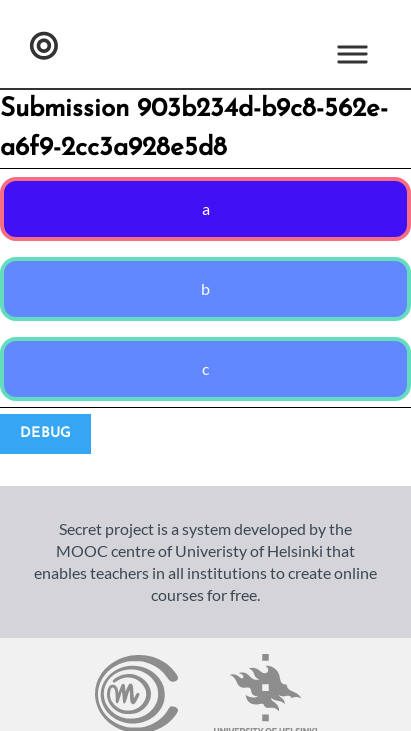 Submission 903b234d-b9c8-562e-
a6f9-2cc3a928e5d8
a
b
c
DEBUG
Secret project is a system developed by the
MOOC centre of Univeristy of Helsinki that
enables teachers in all institutions to create online
courses for free.
UNIVERSITY OF HELSINKI